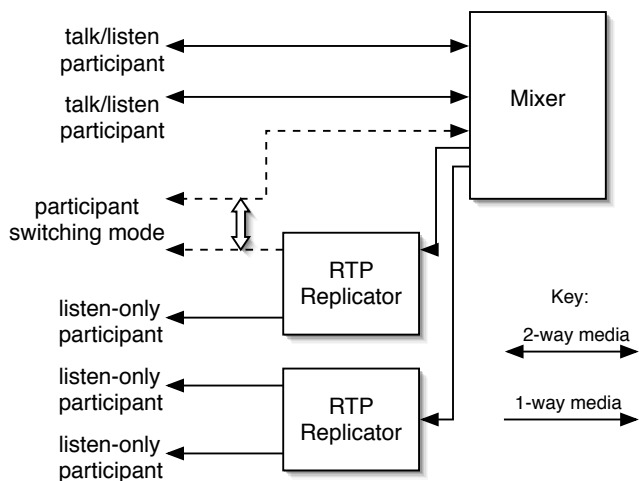 talk/listen
participant
Mixer
talk/listen
participant
participant
switching mode
RTP
Replicator
listen-only
participant
Key:
2-way media
listen-only
participant
RTP
Replicator
1-way media
listen-only
participant